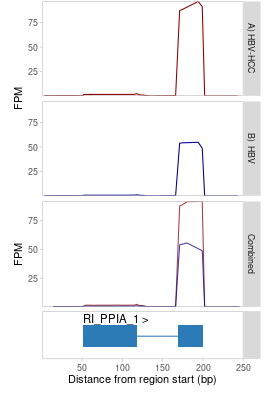 75
50
25
FPM
A) HBV-HCC
75
50
25
B) HBV
75
50
25
FPM
Combined
RI_PPIA_1 >
0 50 100 150 200 250
Distance from region start (bp)